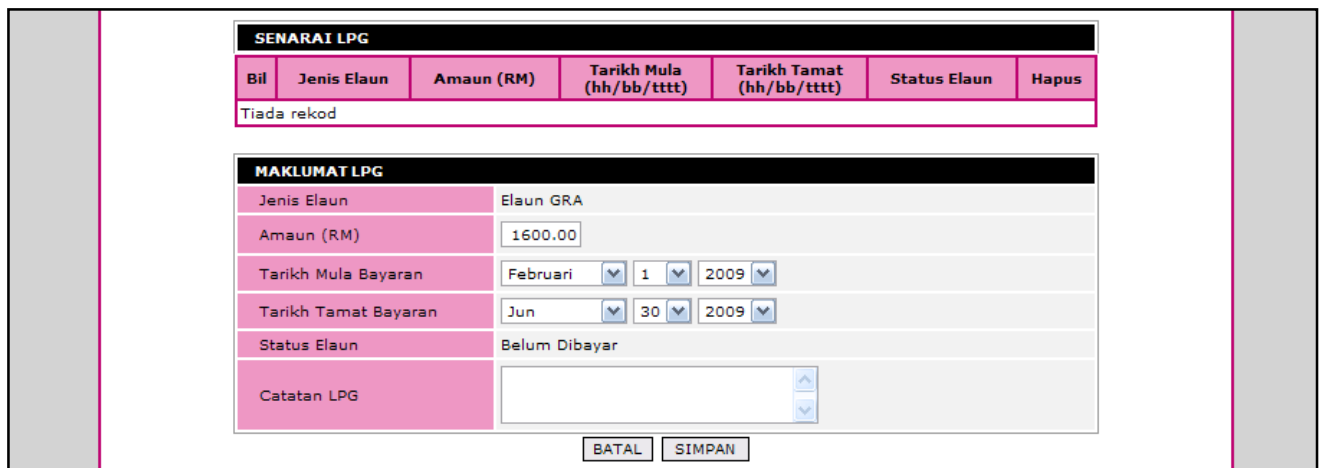 SENARAI LPG
Bil Jenis Elaun Amaun (RM) Tarikh Mula (hh/bb/tttt) Tarikh Tamat (hh/bb/tttt) Status Elaun Hapus
Tiada rekod
MAKLUMAT LPG
Jenis Elaun Elaun GRA
Amaun (RM) 1600.00
Tarikh Mula Bayaran Februari 1 2009
Tarikh Tamat Bayaran Jun 30 2009
Status Elaun Belum Dibayar
Catatan LPG
BATAL SIMPAN